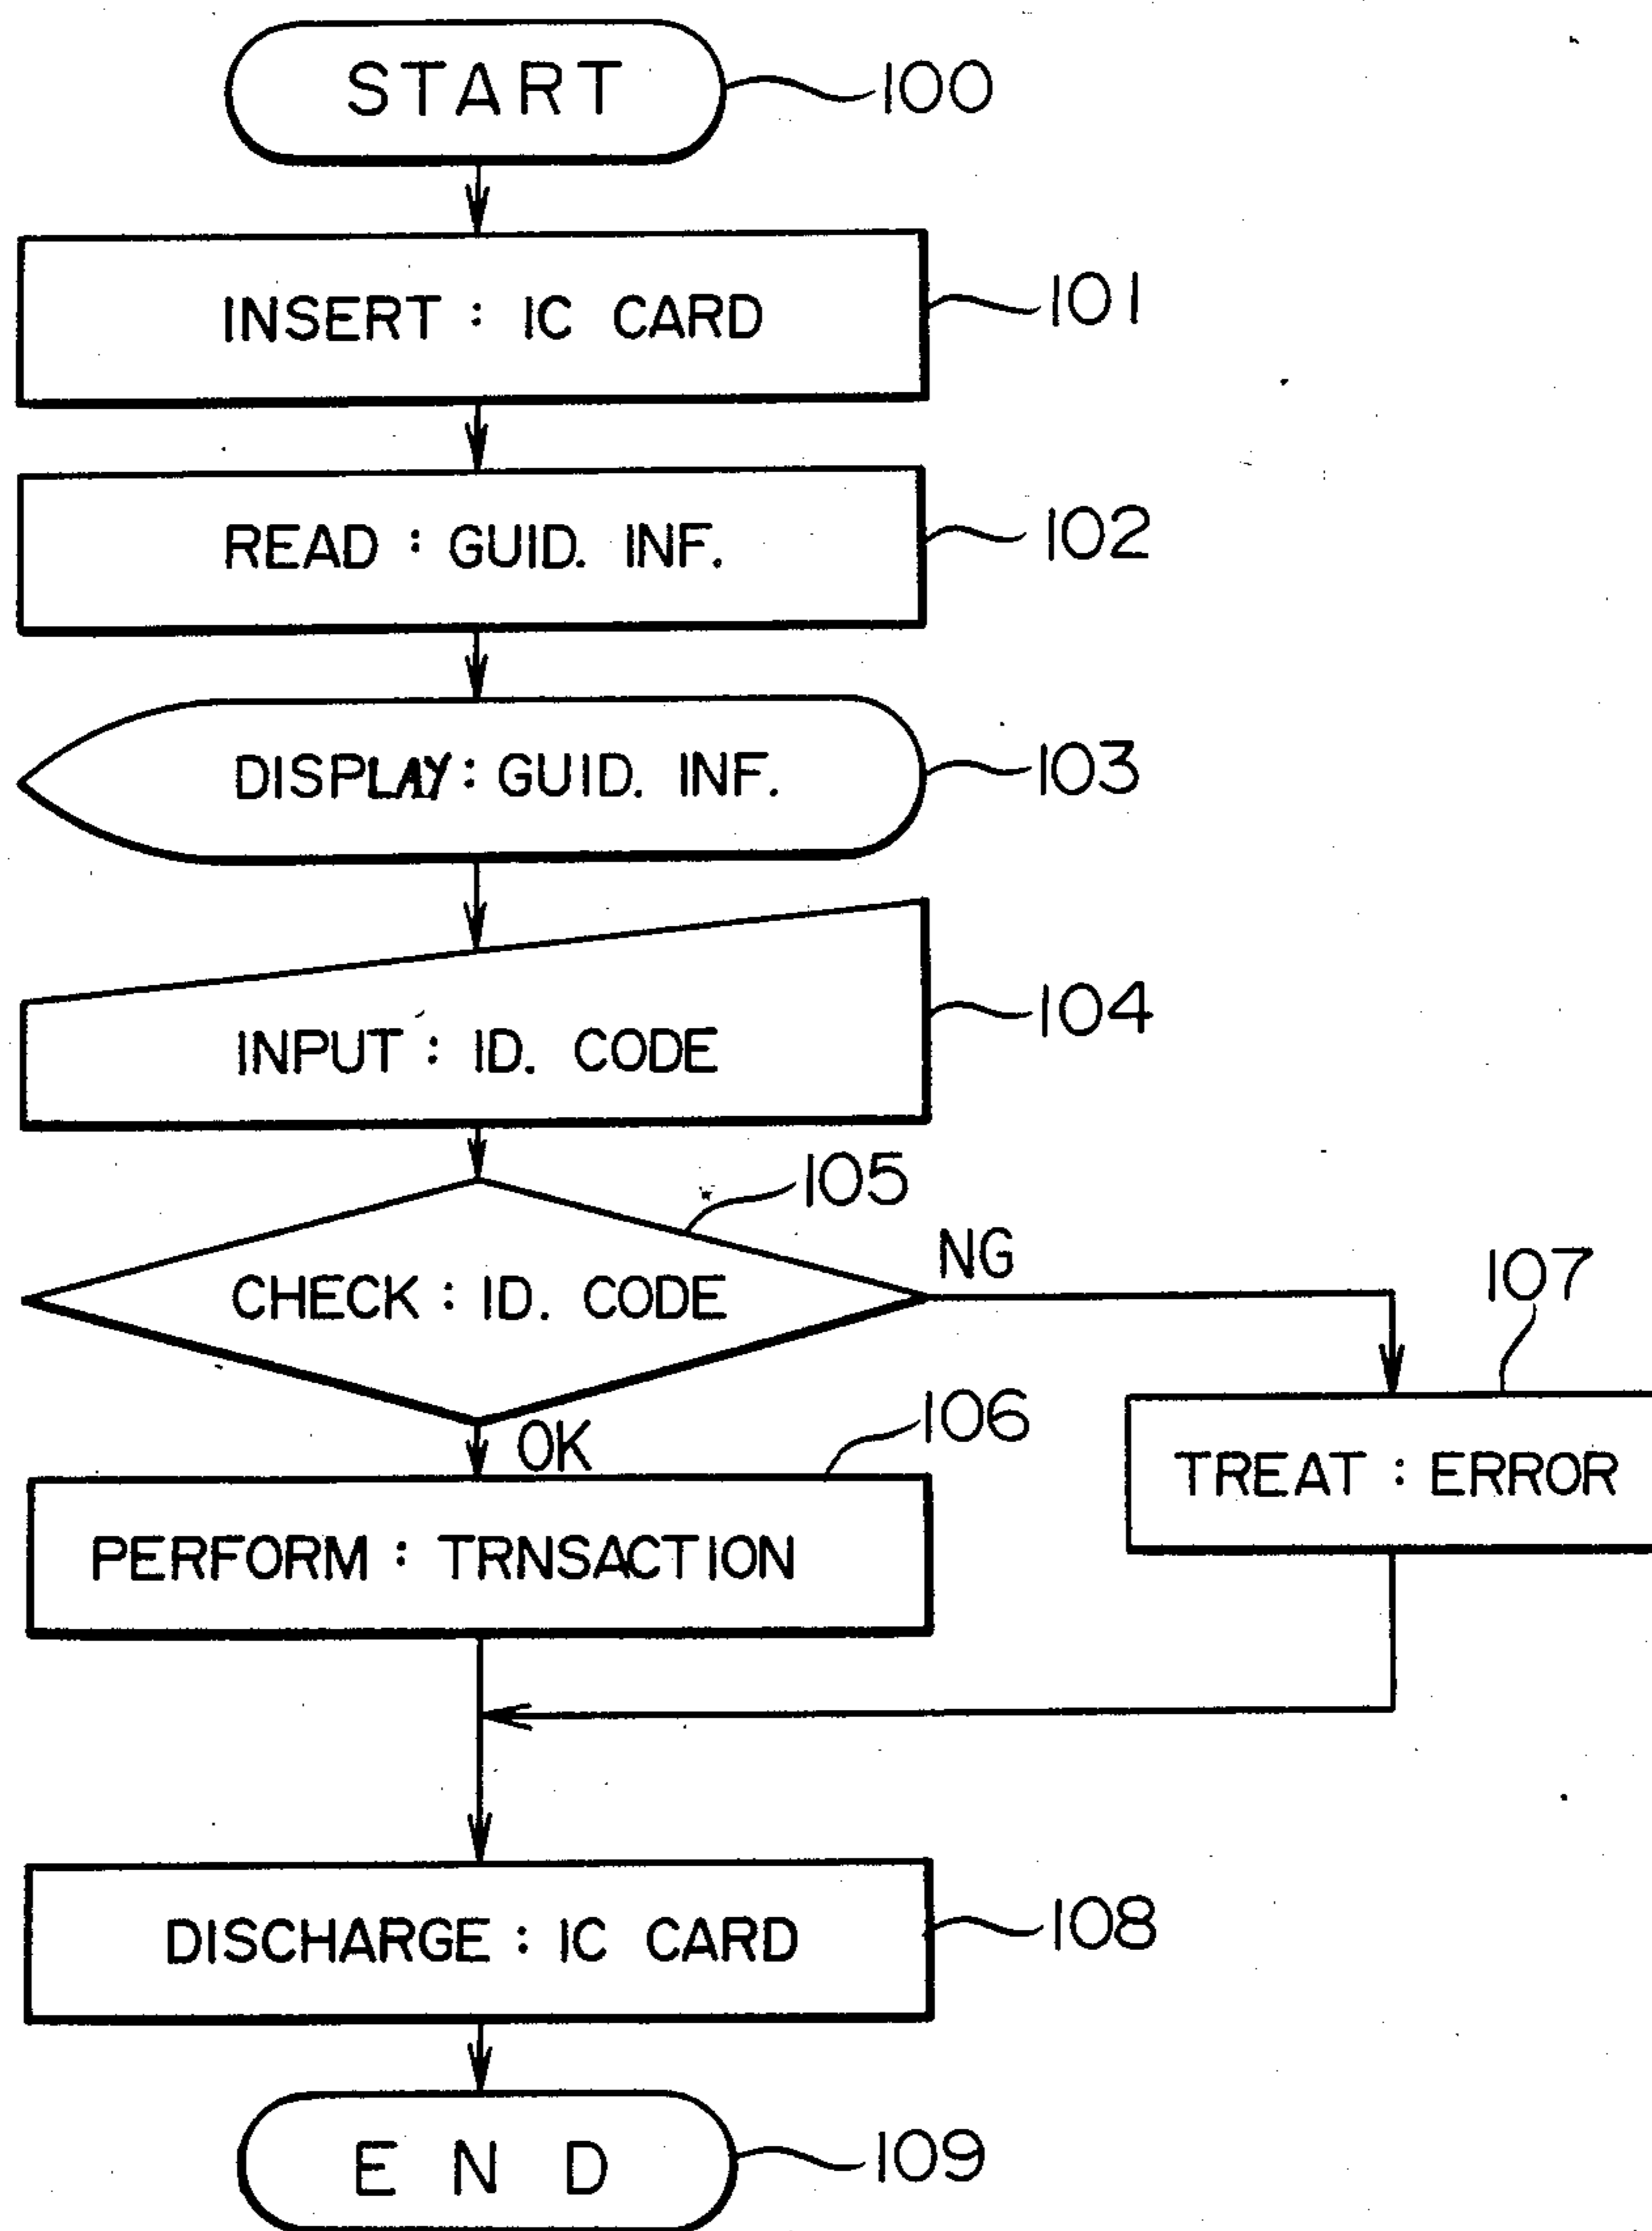 START 100
INSERT : IC CARD 101
READ : GUID. INF. 102
DISPLAY : GUID. INF. 103
INPUT : ID. CODE 104
105
CHECK : ID. CODE
NG
107
OK
106
TREAT : ERROR
PERFORM : TRNSACTION
DISCHARGE : IC CARD 108
END 109